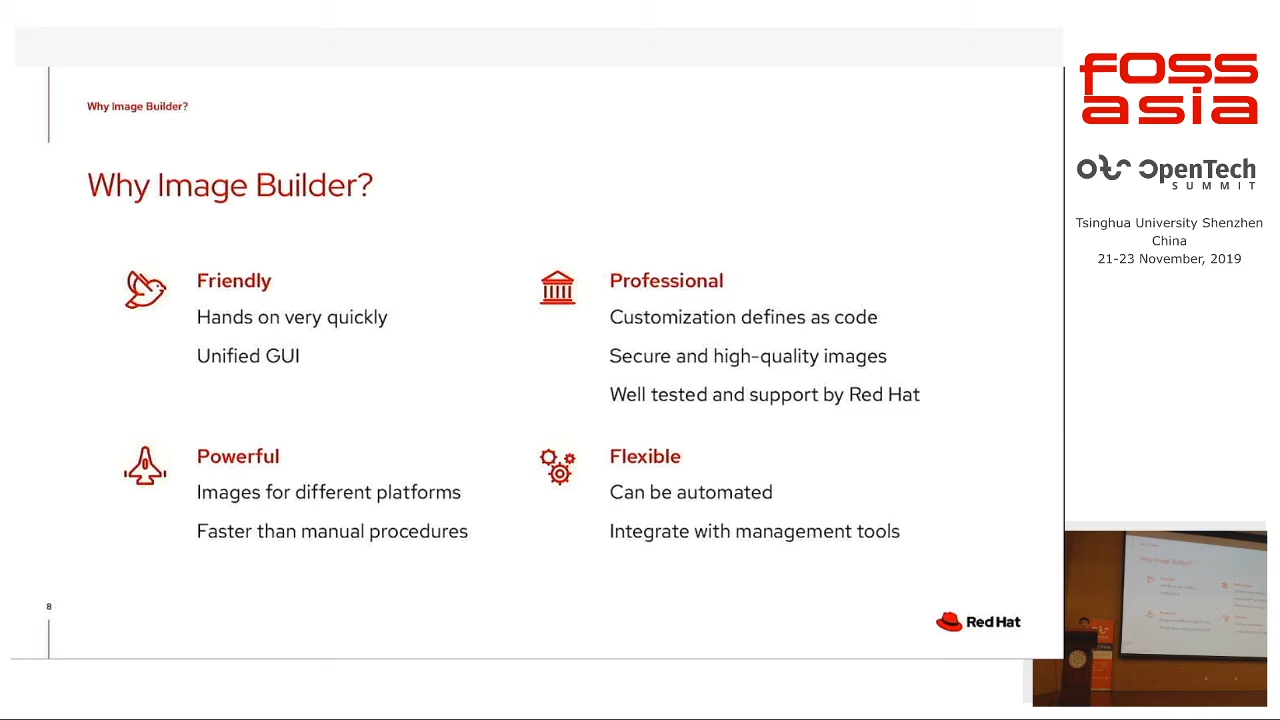 Why Image Builder?
Why Image Builder?
Friendly
Hands on very quickly
Unified GUI
Professional
Customization defines as code
Secure and high-quality images
Well tested and support by Red Hat
Powerful
Images for different platforms
Faster than manual procedures
Flexible
Can be automated
Integrate with management tools
8
Red Hat
FOSS
asia
OpenTech
SUMMIT
Tsinghua University Shenzhen
China
21-23 November, 2019
Why Image Builder?